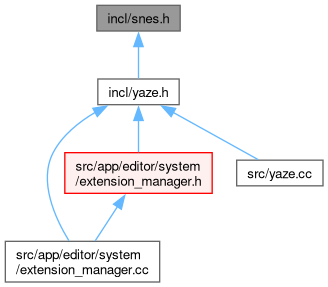 incl/snes.h
incl/yaze.h
src/app/editor/system
/extension_manager.h
src/yaze.cc
src/app/editor/system
/extension_manager.cc